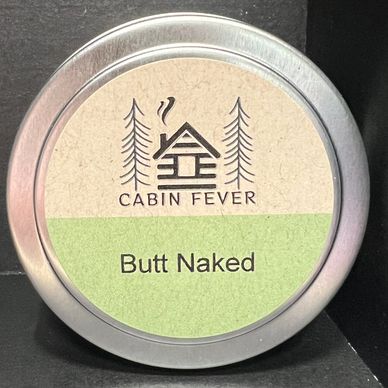 CABIN FEVER
Butt Naked